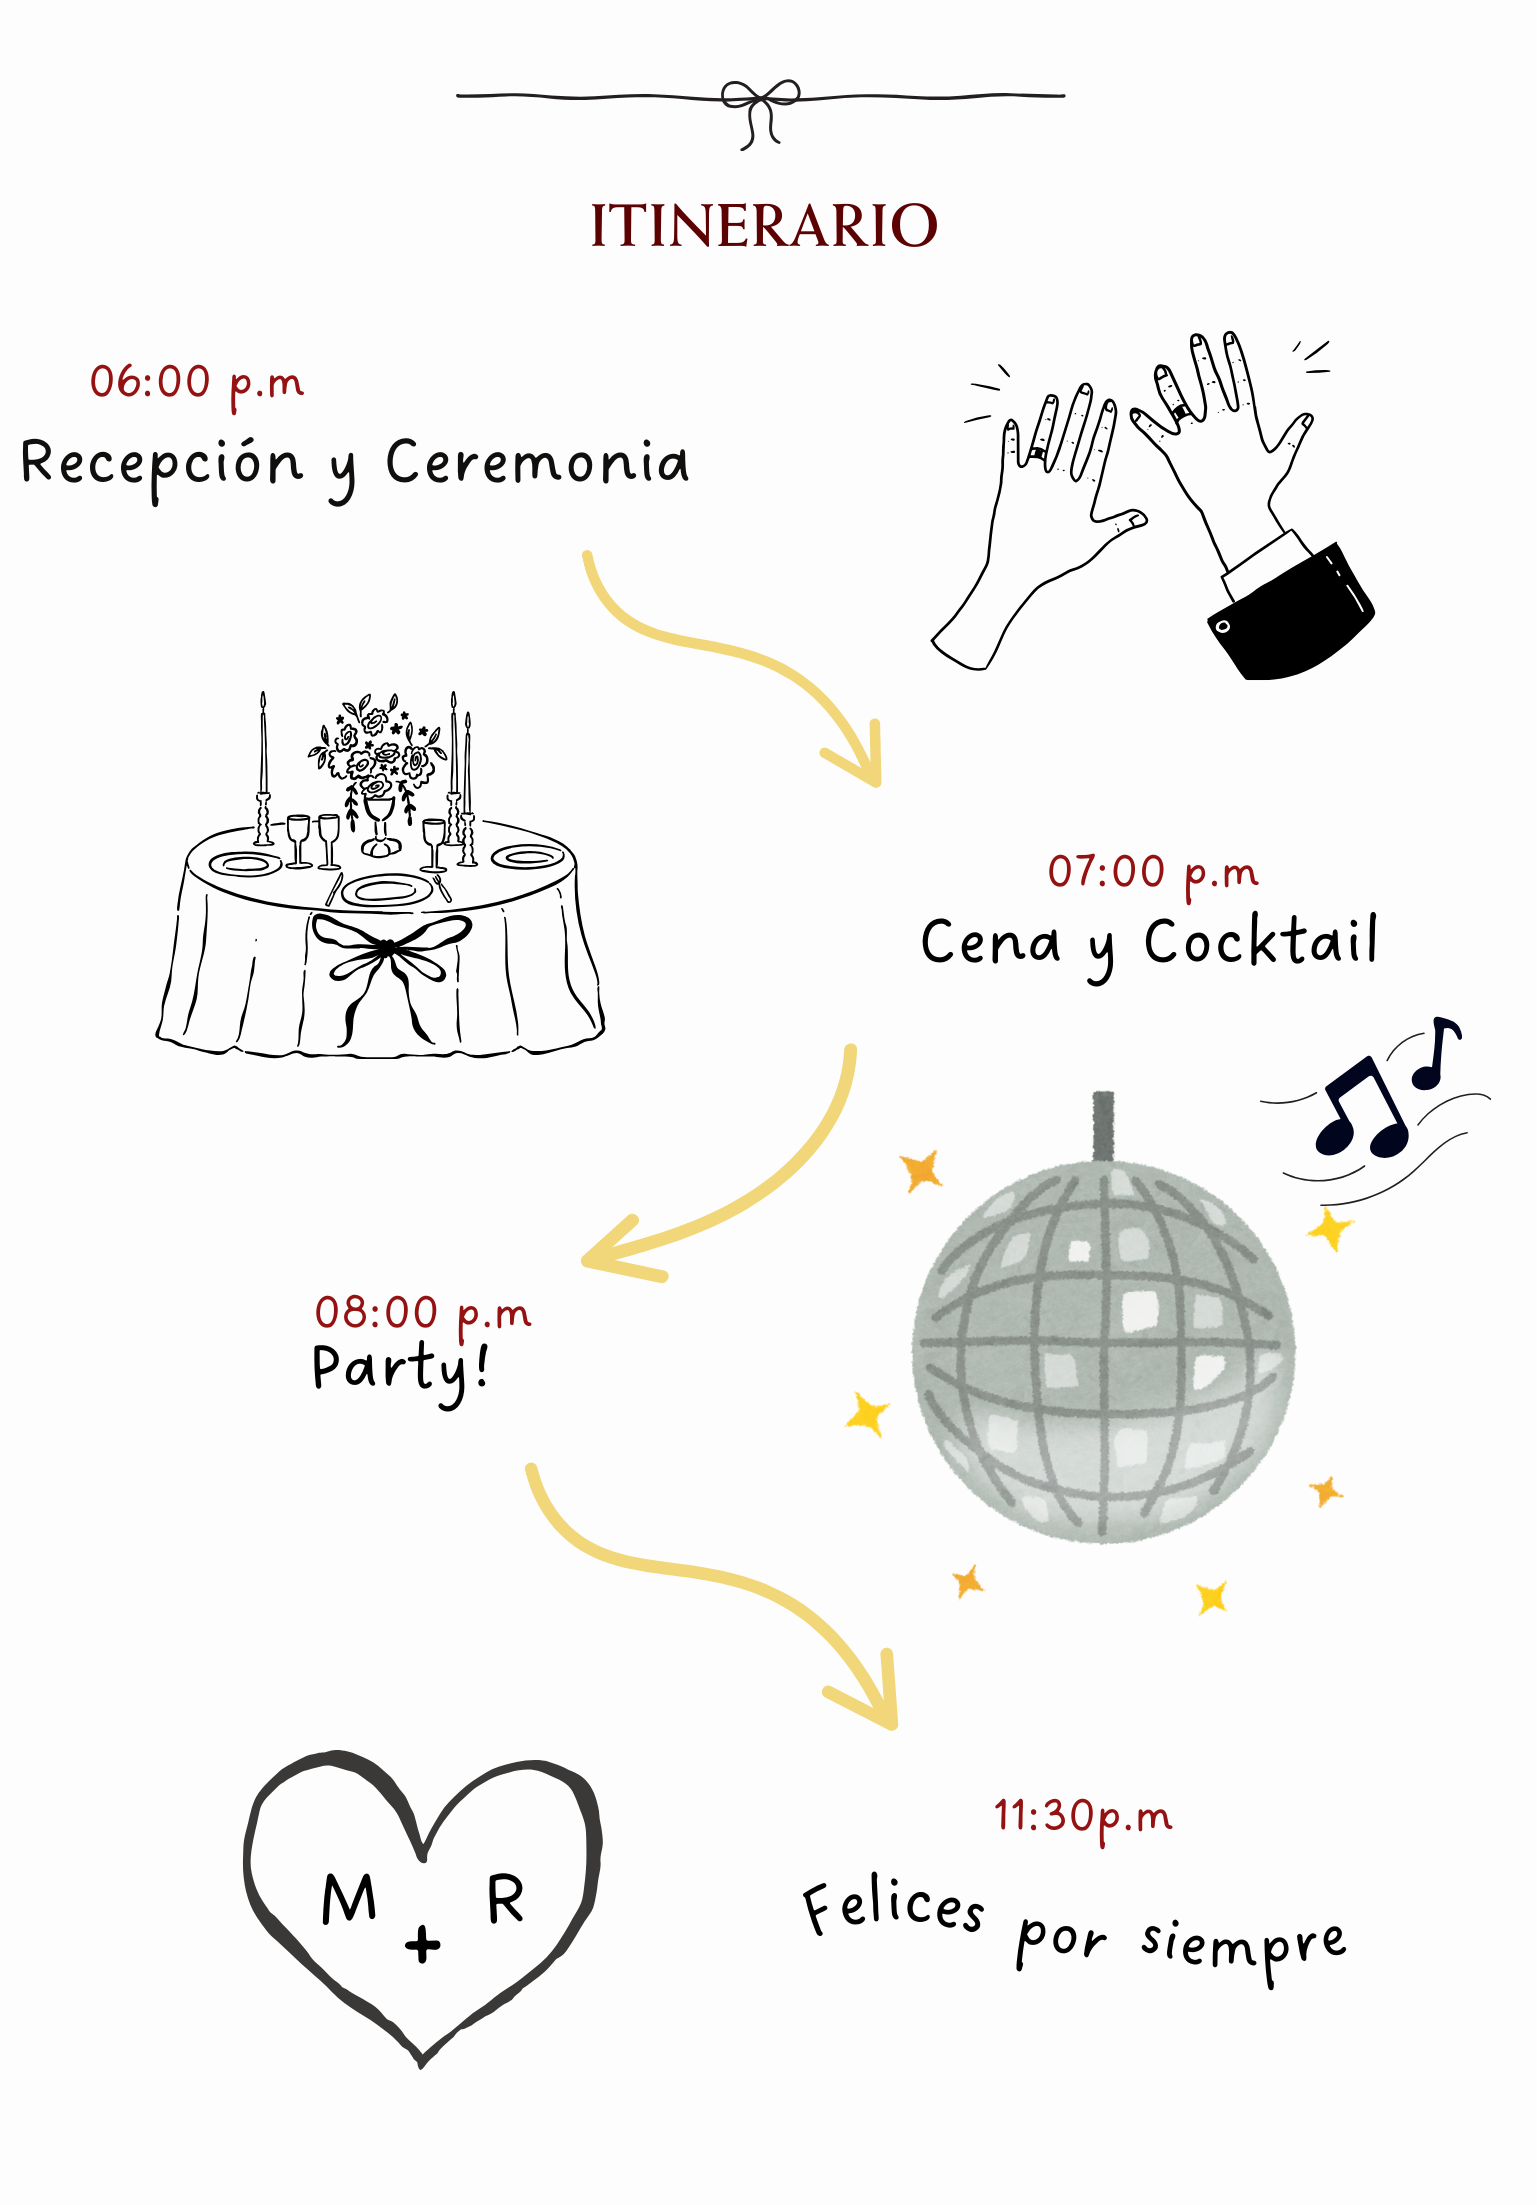 ITINERARIO
06:00 p.m
Recepción y Ceremonia
07:00 p.m
Cena y Cocktail
08:00 p.m
Party!
11:30p.m
Felices por siempre
M + R